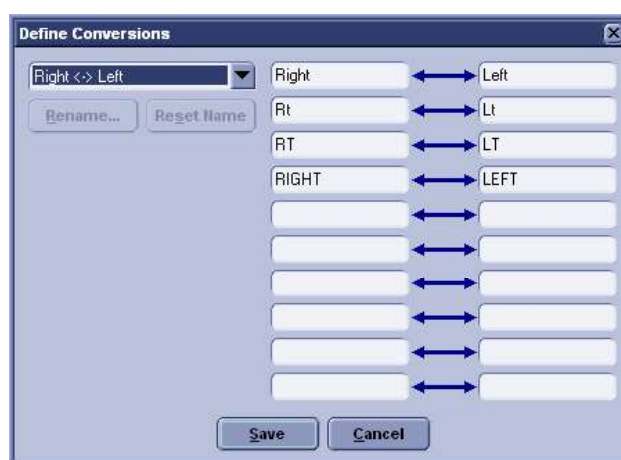 Define Conversions
Right <-> Left
Rename... Reset Name
Right Left
Rt Lt
RT LT
RIGHT LEFT
Save Cancel